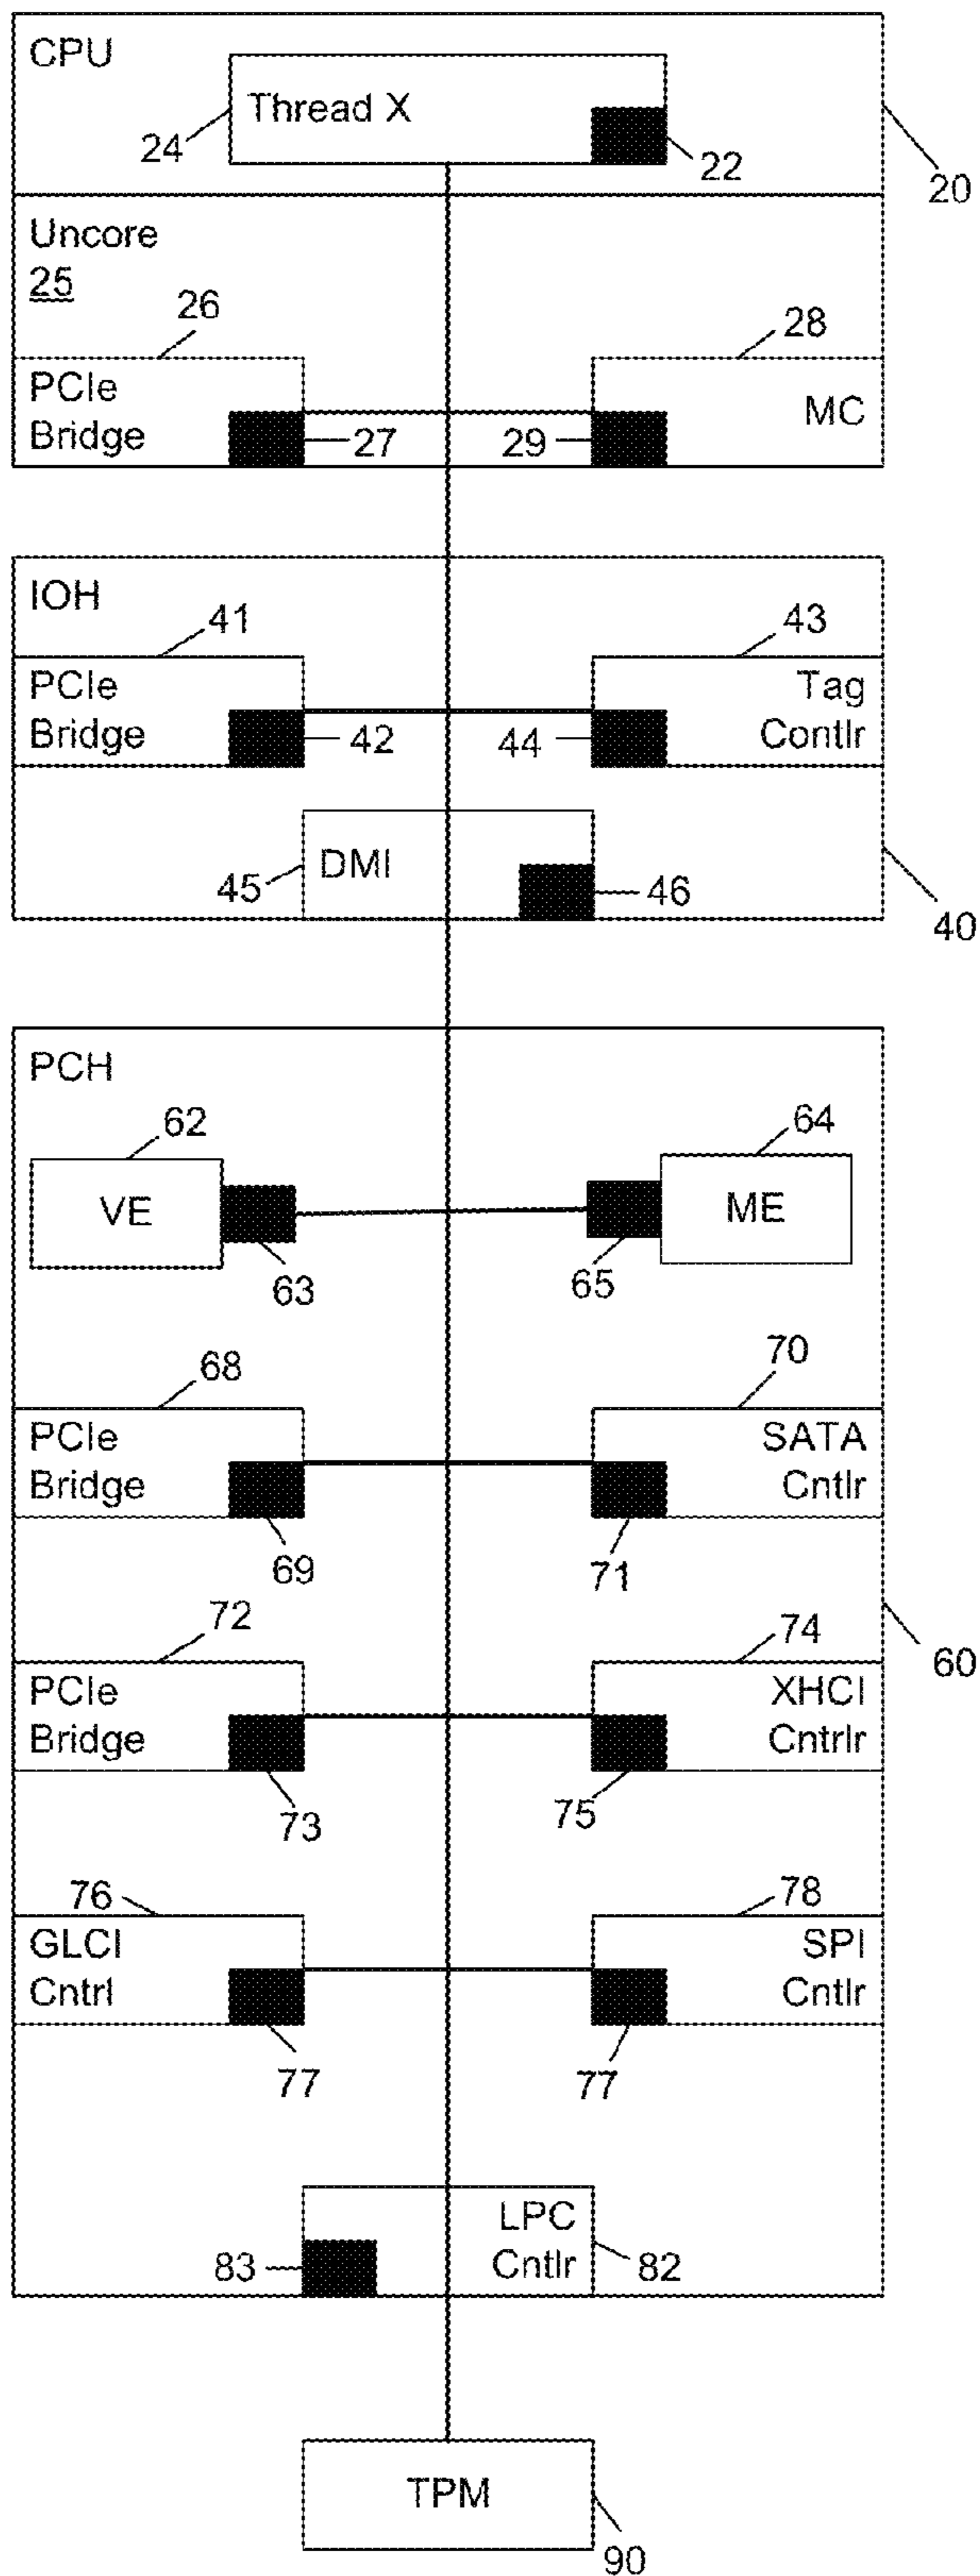 CPU
Thread X
24
22
20
Uncore
25
26
28
PCIe
Bridge
MC
27
29
IOH
41
43
PCIe
Bridge
Tag
Contlr
42
44
DMI
45
46
40
PCH
62
64
VE
ME
63
65
68
70
PCIe
Bridge
SATA
Cntlr
69
71
72
74
60
PCIe
Bridge
XHCI
Cntrlr
73
75
76
78
GLCI
Cntrl
SPI
Cntlr
77
77
LPC
Cntlr
83
82
TPM
90